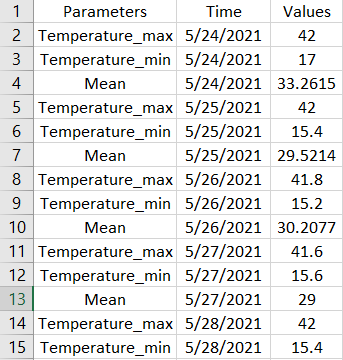 1 Parameters Time Values
2 Temperature_max 5/24/2021 42
3 Temperature_min 5/24/2021 17
4 Mean 5/24/2021 33.2615
5 Temperature_max 5/25/2021 42
6 Temperature_min 5/25/2021 15.4
7 Mean 5/25/2021 29.5214
8 Temperature_max 5/26/2021 41.8
9 Temperature_min 5/26/2021 15.2
10 Mean 5/26/2021 30.2077
11 Temperature_max 5/27/2021 41.6
12 Temperature_min 5/27/2021 15.6
13 Mean 5/27/2021 29
14 Temperature_max 5/28/2021 42
15 Temperature_min 5/28/2021 15.4